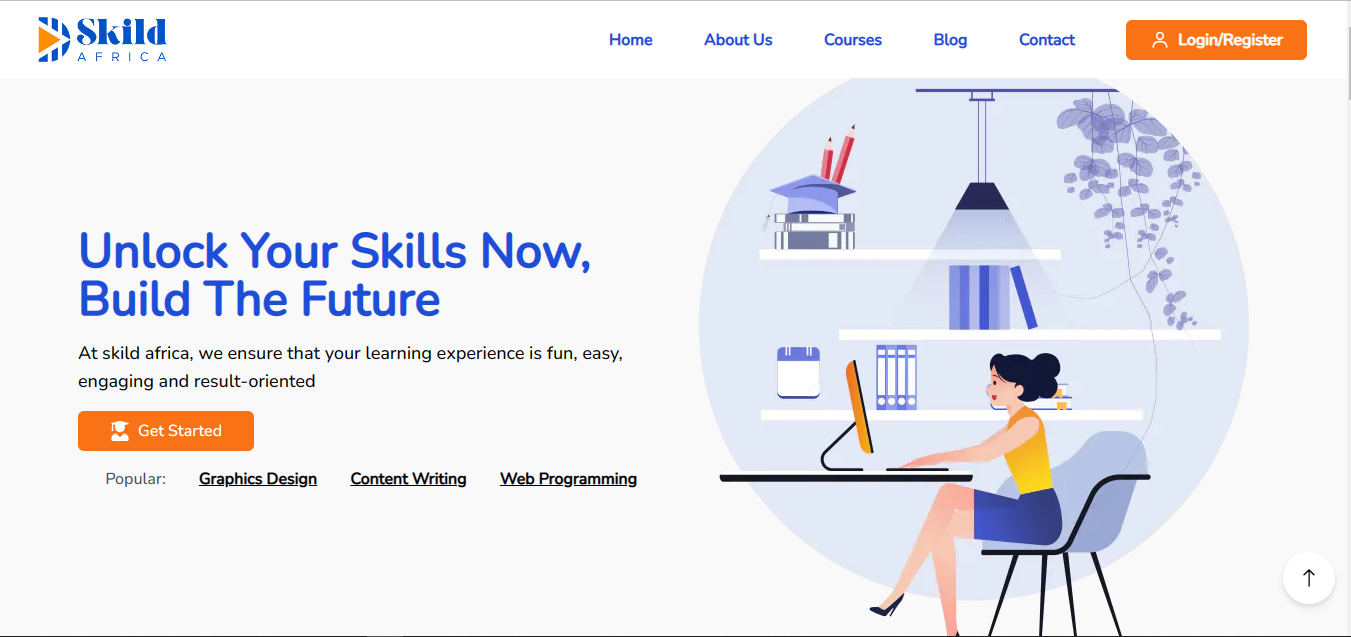 Skild
AFRICA
Home
About Us
Courses
Blog
Contact
Login/Register
Unlock Your Skills Now,
Build The Future
At skild africa, we ensure that your learning experience is fun, easy,
engaging and result-oriented
Get Started
Popular:
Graphics Design
Content Writing
Web Programming